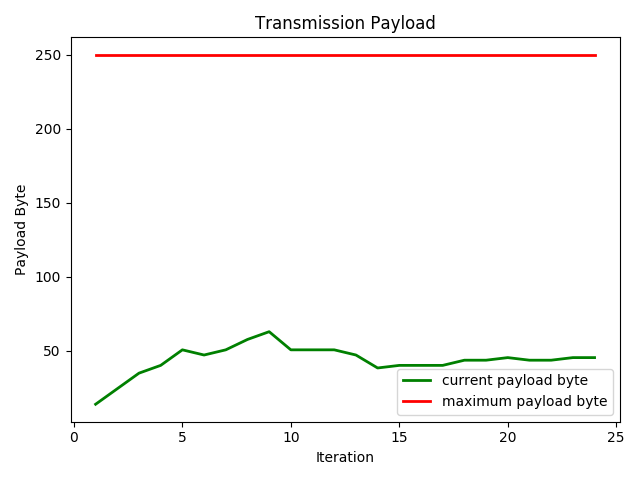 Transmission Payload
250
200
150
100
50
Payload Byte
current payload byte
maximum payload byte
0 5 10 15 20 25
Iteration